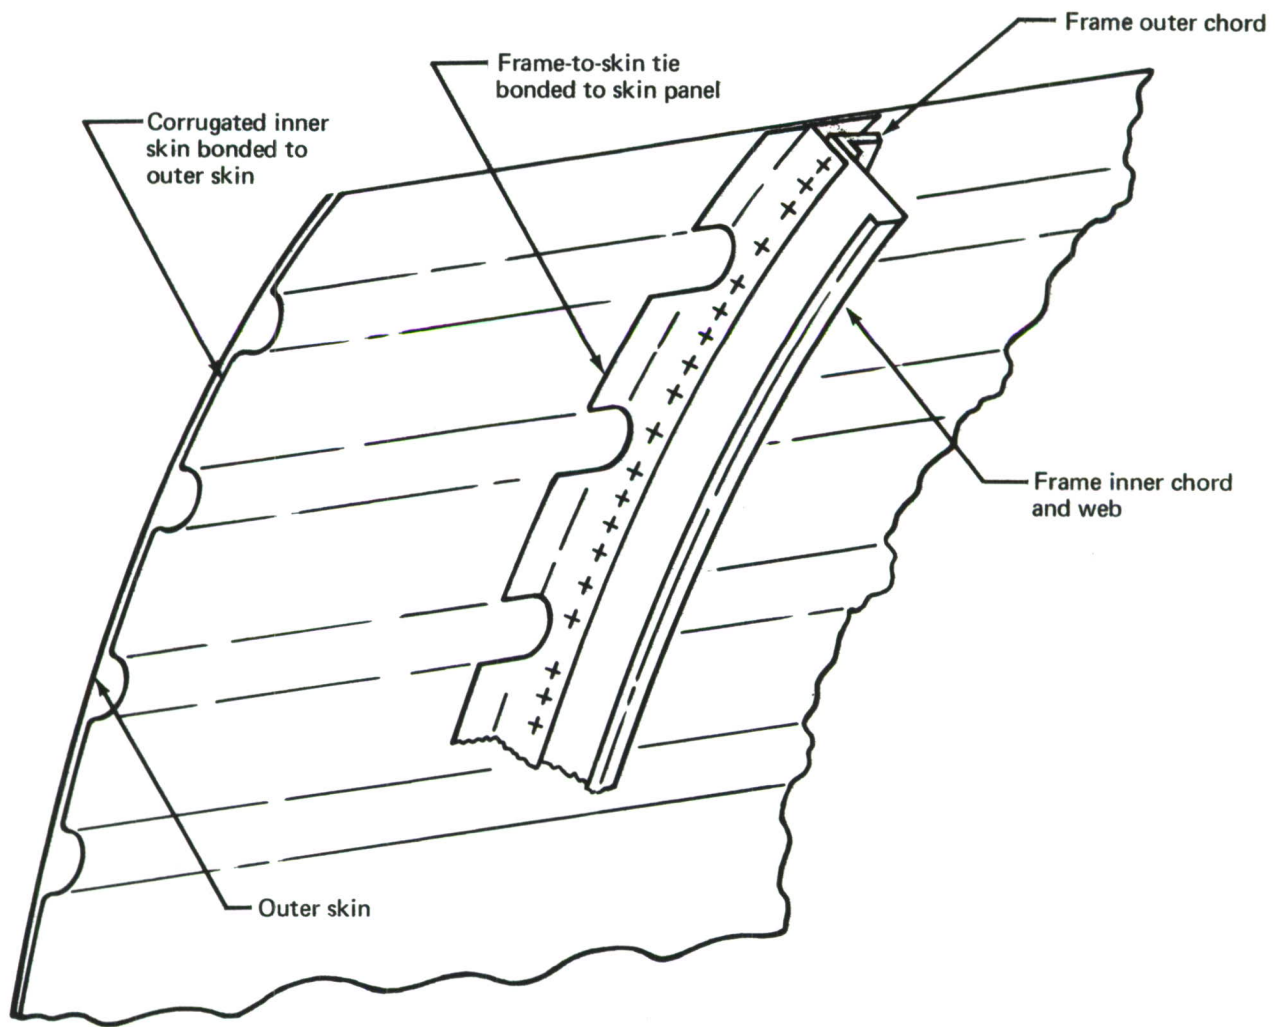 Frame outer chord
Frame-to-skin tie
bonded to skin panel
Corrugated inner
skin bonded to
outer skin
Frame inner chord
and web
Outer skin